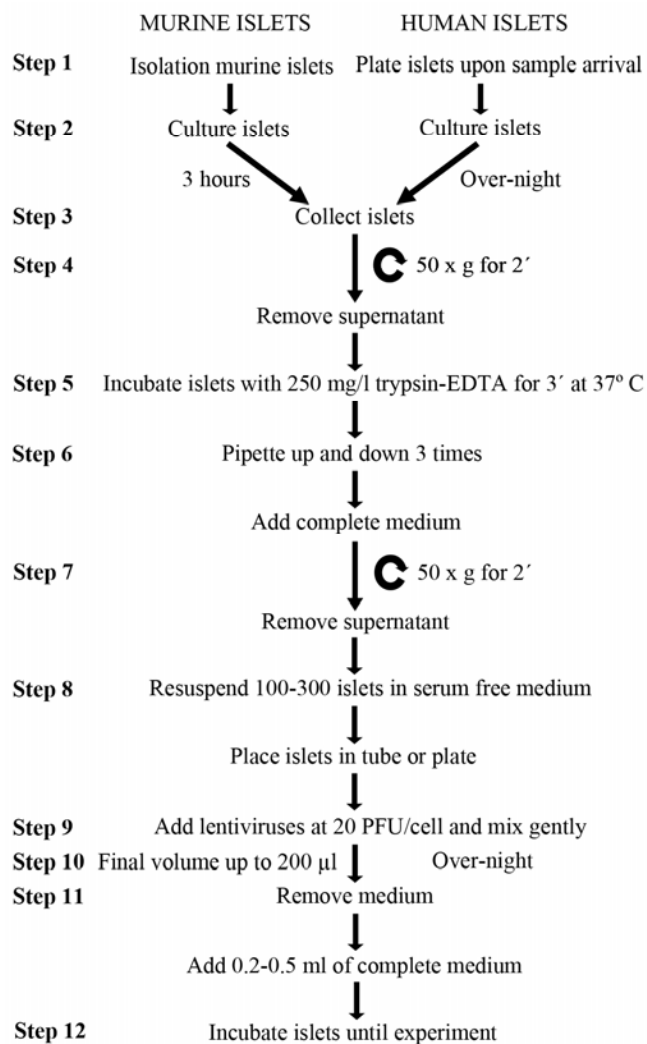 MURINE ISLETS HUMAN ISLETS
Step 1 Isolation murine islets Plate islets upon sample arrival
Step 2 Culture islets Culture islets
3 hours Over-night
Step 3 Collect islets
Step 4 50 x g for 2´
Remove supernatant
Step 5 Incubate islets with 250 mg/l trypsin-EDTA for 3´ at 37º C
Step 6 Pipette up and down 3 times
Add complete medium
Step 7 50 x g for 2´
Remove supernatant
Step 8 Resuspend 100-300 islets in serum free medium
Place islets in tube or plate
Step 9 Add lentiviruses at 20 PFU/cell and mix gently
Step 10 Final volume up to 200 µl Over-night
Step 11 Remove medium
Add 0.2-0.5 ml of complete medium
Step 12 Incubate islets until experiment